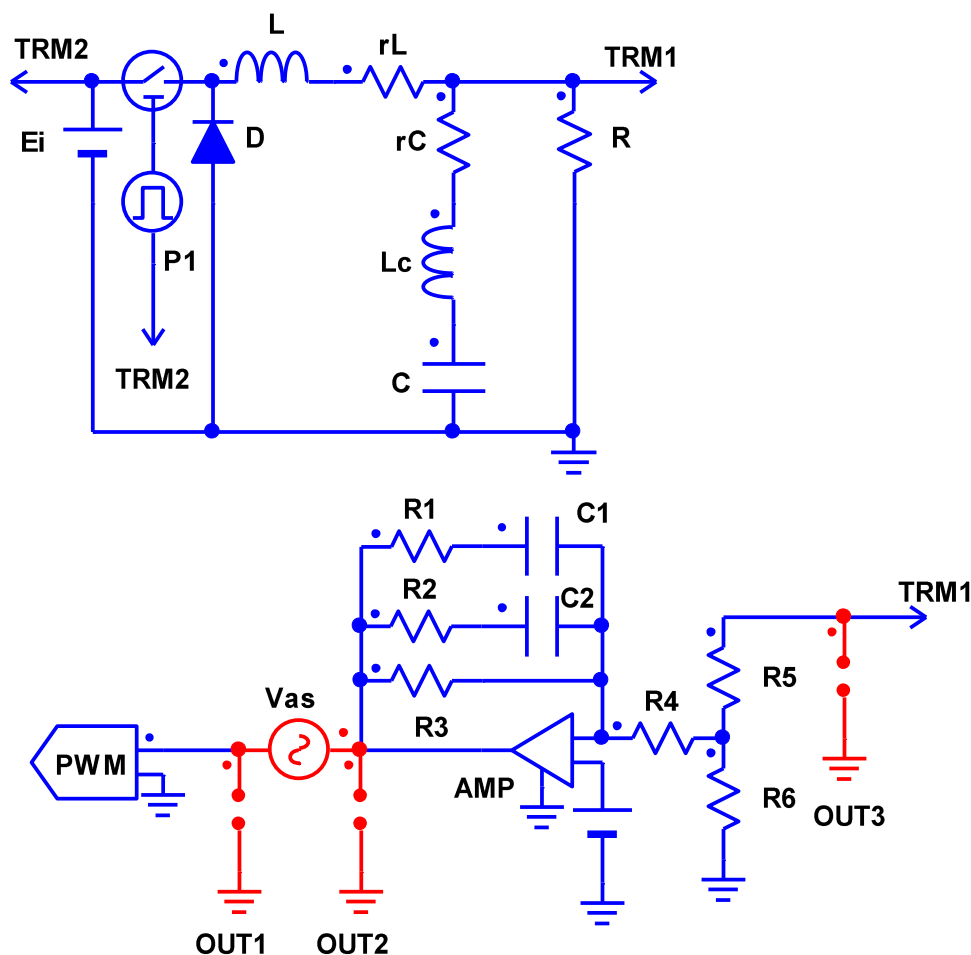 L
TRM2
rL
TRM1
Ei
D
rC
R
P1
Lc
TRM2
C
R1
C1
R2
C2
TRM1
R5
Vas
R4
R3
PWM
AMP
R6
OUT3
OUT1
OUT2